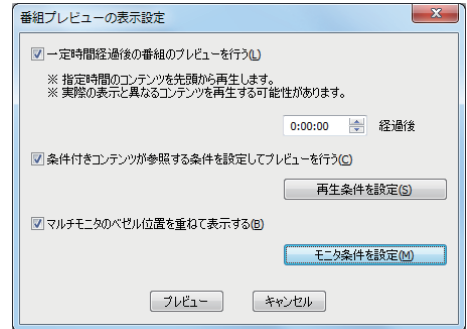 番組プレビューの表示設定
一定時間経過後の番組のプレビューを行う(L)
※ 指定時間のコンテンツを先頭から再生します。
※ 実際の表示と異なるコンテンツを再生する可能性があります。
0:00:00 経過後
条件付きコンテンツが参照する条件を設定してプレビューを行う(C)
再生条件を設定(S)
マルチモニタのベゼル位置を重ねて表示する(B)
モニタ条件を設定(M)
プレビュー キャンセル